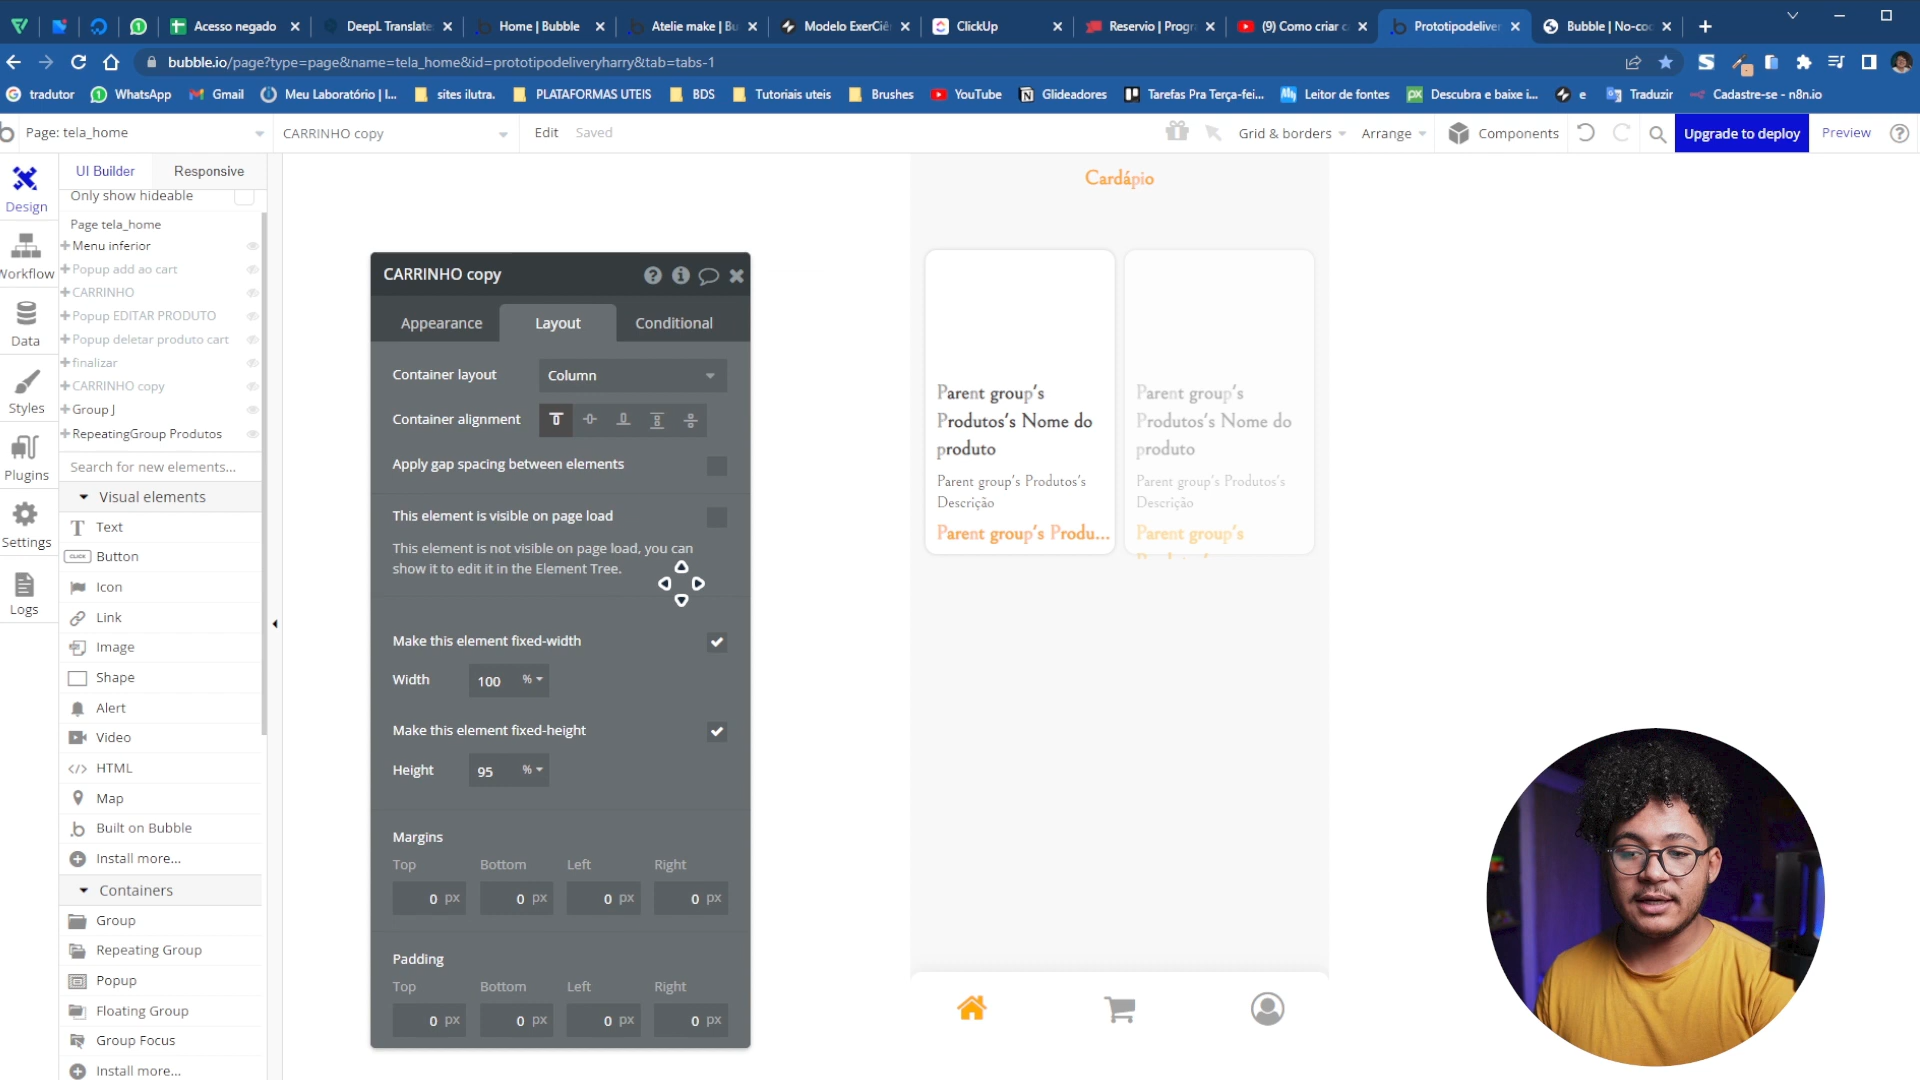 Acesso negado
DeepL Translate
Home | Bubble
Atelie make | Bu
Modelo ExerCiê
ClickUp
Reservio | Progr
(9) Como criar c
Prototipodeliver
Bubble | No-co
bubble.io/page?type=page&name=tela_home&id=prototipodeliveryharry&tab=tabs-1
tradutor
WhatsApp
Gmail
Meu Laboratório | I...
sites ilutra.
PLATAFORMAS UTEIS
BDS
Tutoriais uteis
Brushes
YouTube
Glideadores
Tarefas Pra Terça-fei...
Leitor de fontes
Descubra e baixe i...
e
Traduzir
Cadastre-se - n8n.io
Page: tela_home
CARRINHO copy
Edit
Saved
Grid & borders
Arrange
Components
Upgrade to deploy
Preview
Design
Workflow
Data
Styles
Plugins
Settings
Logs
UI Builder
Responsive
Only show hideable
Page tela_home
Menu inferior
Popup add ao cart
CARRINHO
Popup EDITAR PRODUTO
Popup deletar produto cart
finalizar
CARRINHO copy
Group J
RepeatingGroup Produtos
Search for new elements...
Visual elements
Text
CLICK
Button
Icon
Link
Image
Shape
Alert
Video
HTML
Map
Built on Bubble
Install more...
Containers
Group
Repeating Group
Popup
Floating Group
Group Focus
Install more...
CARRINHO copy
Appearance
Layout
Conditional
Container layout
Column
Container alignment
Apply gap spacing between elements
This element is visible on page load
This element is not visible on page load, you can
show it to edit it in the Element Tree.
Make this element fixed-width
Width
100 %
Make this element fixed-height
Height
95 %
Margins
Top Bottom Left Right
0 px 0 px 0 px 0 px
Padding
Top Bottom Left Right
0 px 0 px 0 px 0 px
Cardápio
Parent group's
Produtos's Nome do
produto
Parent group's Produtos's
Descrição
Parent group's Produ...
Parent group's
Produtos's Nome do
produto
Parent group's Produtos's
Descrição
Parent group's